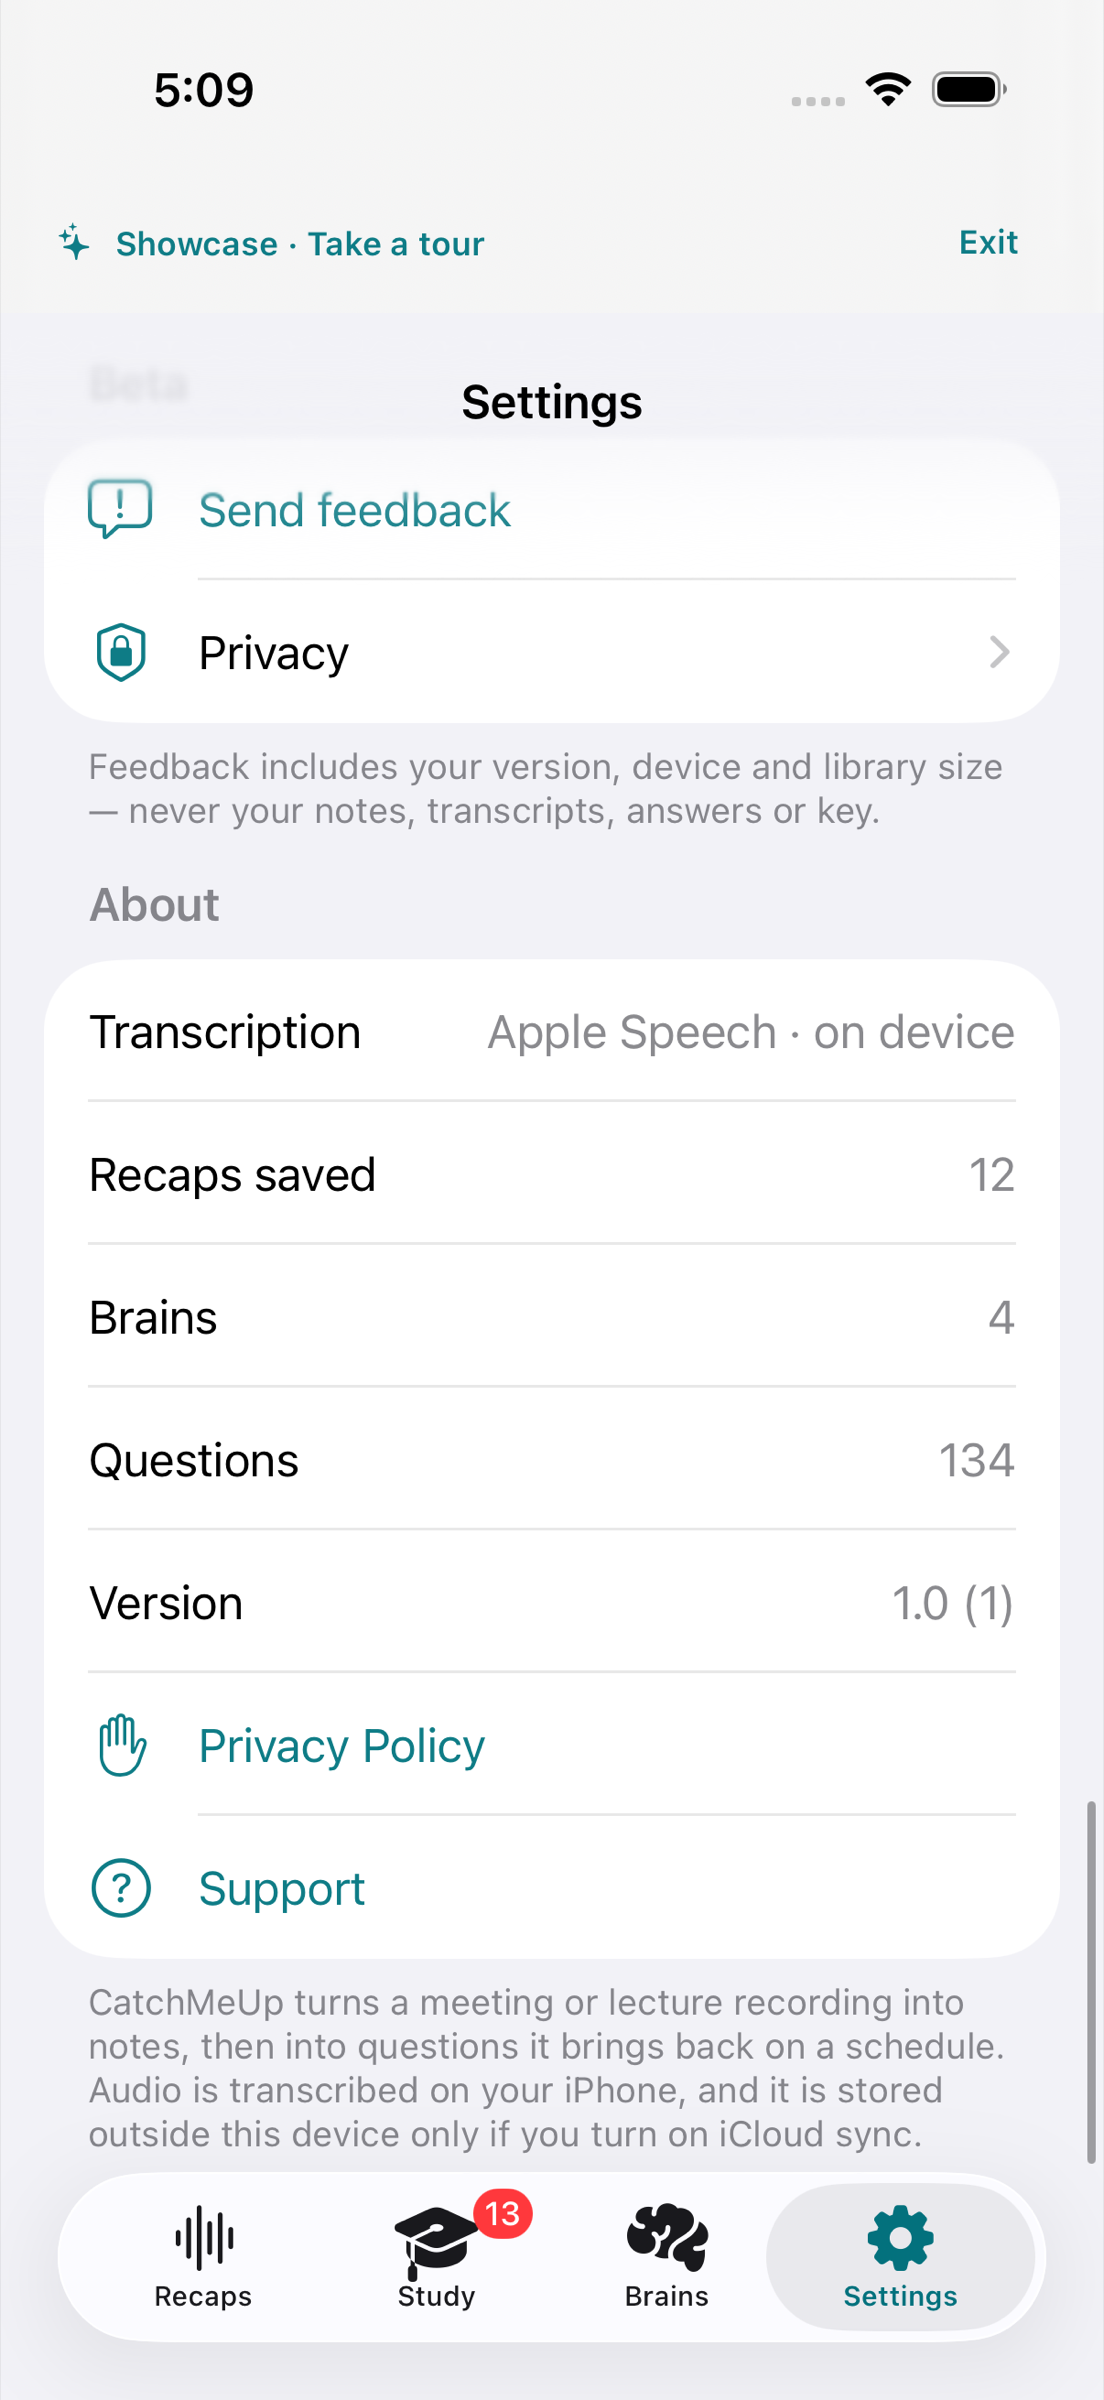 5:09
Showcase · Take a tour
Exit
Beta
Settings
Send feedback
Privacy
Feedback includes your version, device and library size
— never your notes, transcripts, answers or key.
About
Transcription
Apple Speech · on device
Recaps saved
12
Brains
4
Questions
134
Version
1.0 (1)
Privacy Policy
Support
CatchMeUp turns a meeting or lecture recording into
notes, then into questions it brings back on a schedule.
Audio is transcribed on your iPhone, and it is stored
outside this device only if you turn on iCloud sync.
13
Recaps
Study
Brains
Settings